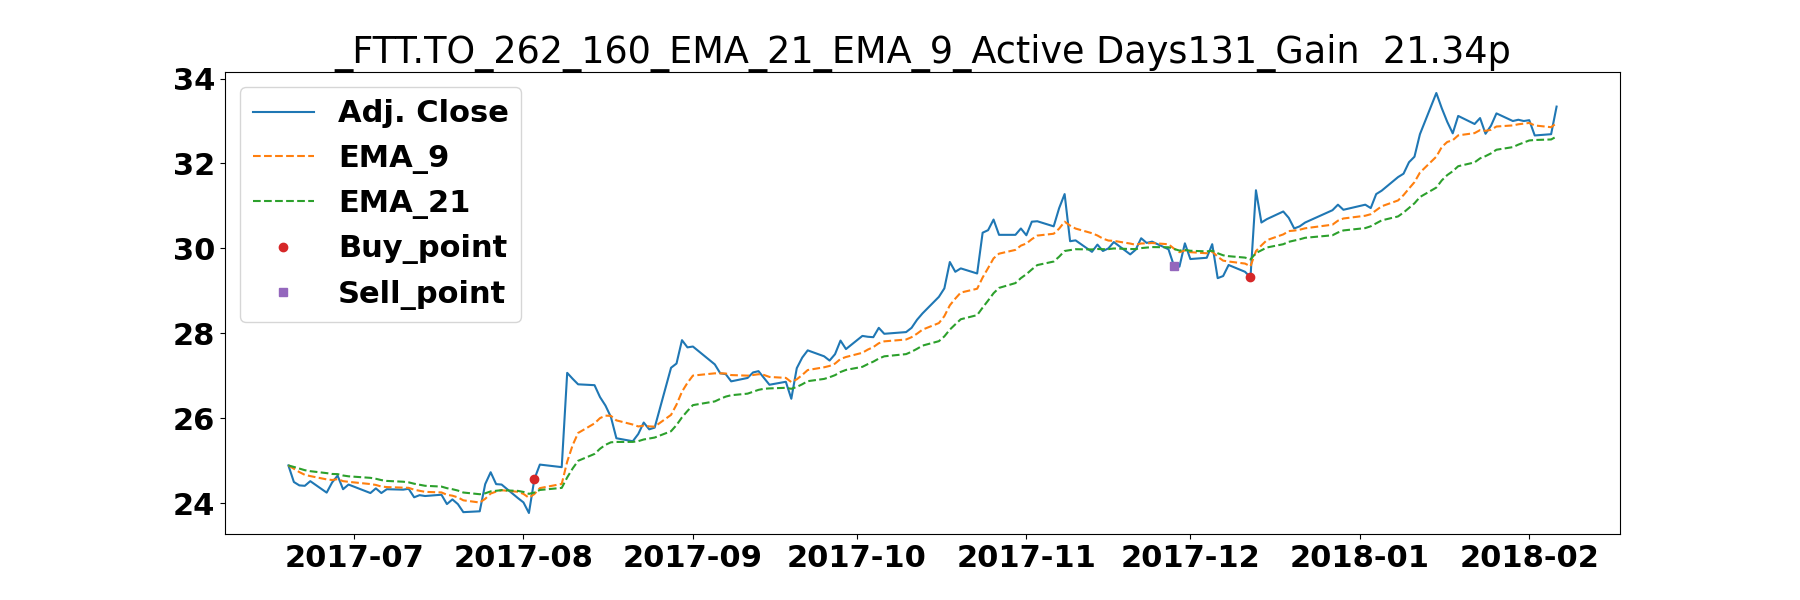 _FTT.TO_262_160_EMA_21_EMA_9_Active Days131_Gain  21.34p
34
32
30
28
26
24
Adj. Close
EMA_9
EMA_21
Buy_point
Sell_point
2017-07 2017-08 2017-09 2017-10 2017-11 2017-12 2018-01 2018-02